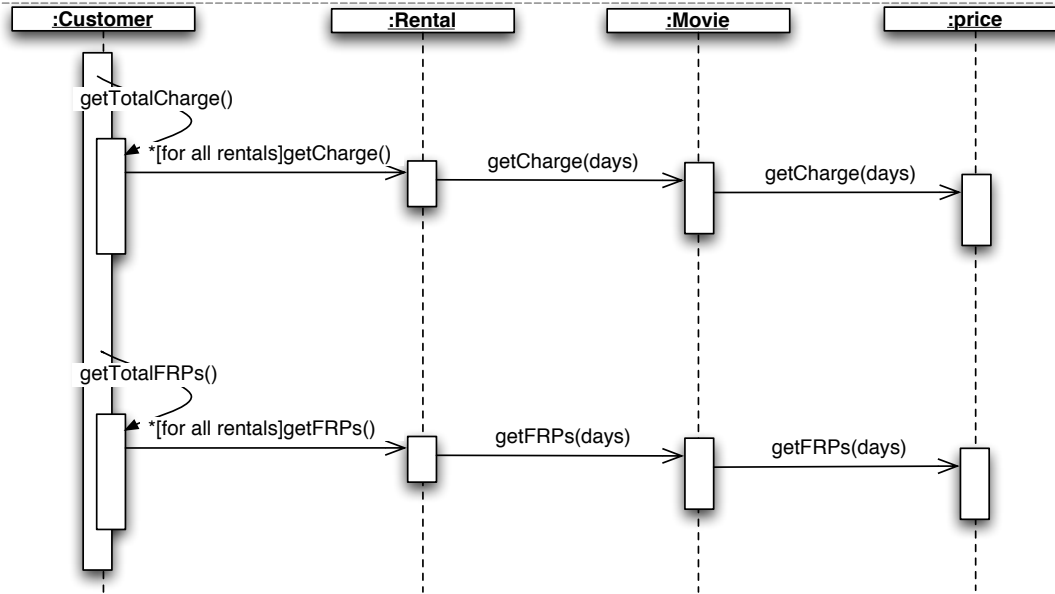 :Customer
:Rental
:Movie
:price
getTotalCharge()
*[for all rentals]getCharge()
getCharge(days)
getCharge(days)
getTotalFRPs()
*[for all rentals]getFRPs()
getFRPs(days)
getFRPs(days)